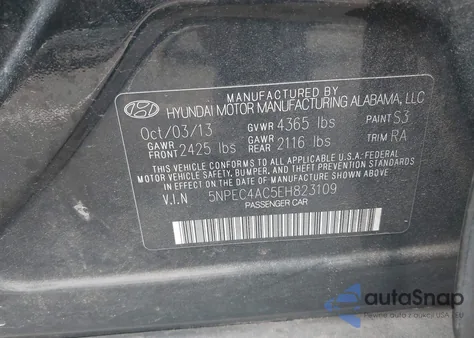 MANUFACTURED BY
HYUNDAI MOTOR MANUFACTURING ALABAMA, LLC
Oct/03/13 GVWR 4365 lbs PAINT S3
GAWR FRONT 2425 lbs GAWR REAR 2116 lbs TRIM RA
THIS VEHICLE CONFORMS TO ALL APPLICABLE U.S.A FEDERAL
MOTOR VEHICLE SAFETY, BUMPER, AND THEFT PREVENTION
STANDARDS IN EFFECT ON THE DATE OF MANUFACTURE SHOWN
ABOVE
V.I.N 5NPEC4AC5EH823109
PASSENGER CAR
autoSnap